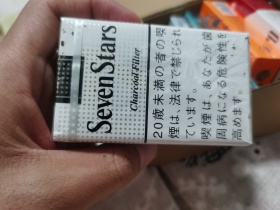 SevenStars
Charcoal Filter
20歳未満の者の喫
煙は、法律で禁じられ
ています。
喫煙は、あなたが歯
周病になる危険性を
高めます。